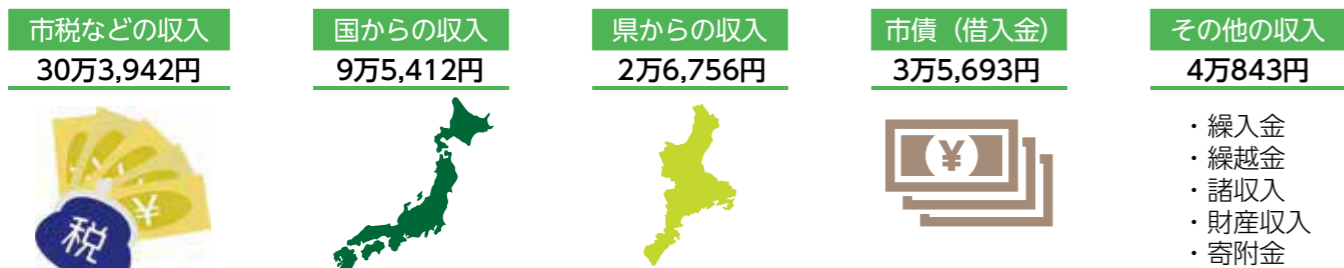 市税などの収入
30万3,942円
税
¥
¥
¥
国からの収入
9万5,412円
県からの収入
2万6,756円
市債（借入金）
3万5,693円
¥
その他の収入
4万843円
・繰入金
・繰越金
・諸収入
・財産収入
・寄附金